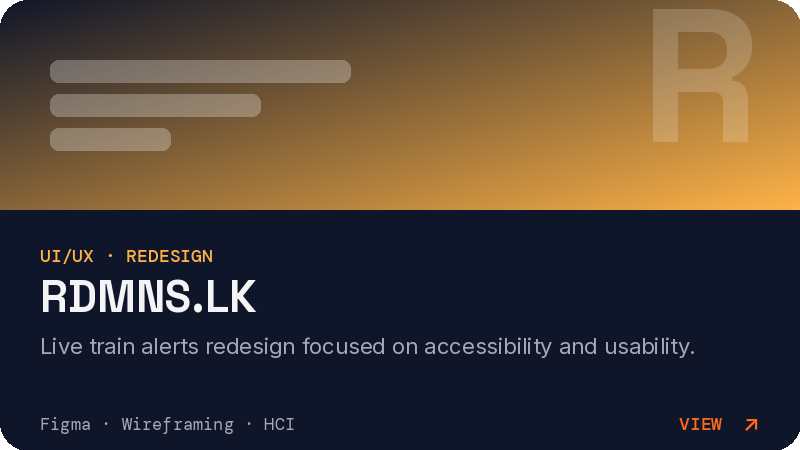 R
UI/UX · REDESIGN
RDMNS.LK
Live train alerts redesign focused on accessibility and usability.
Figma · Wireframing · HCI
VIEW ↗